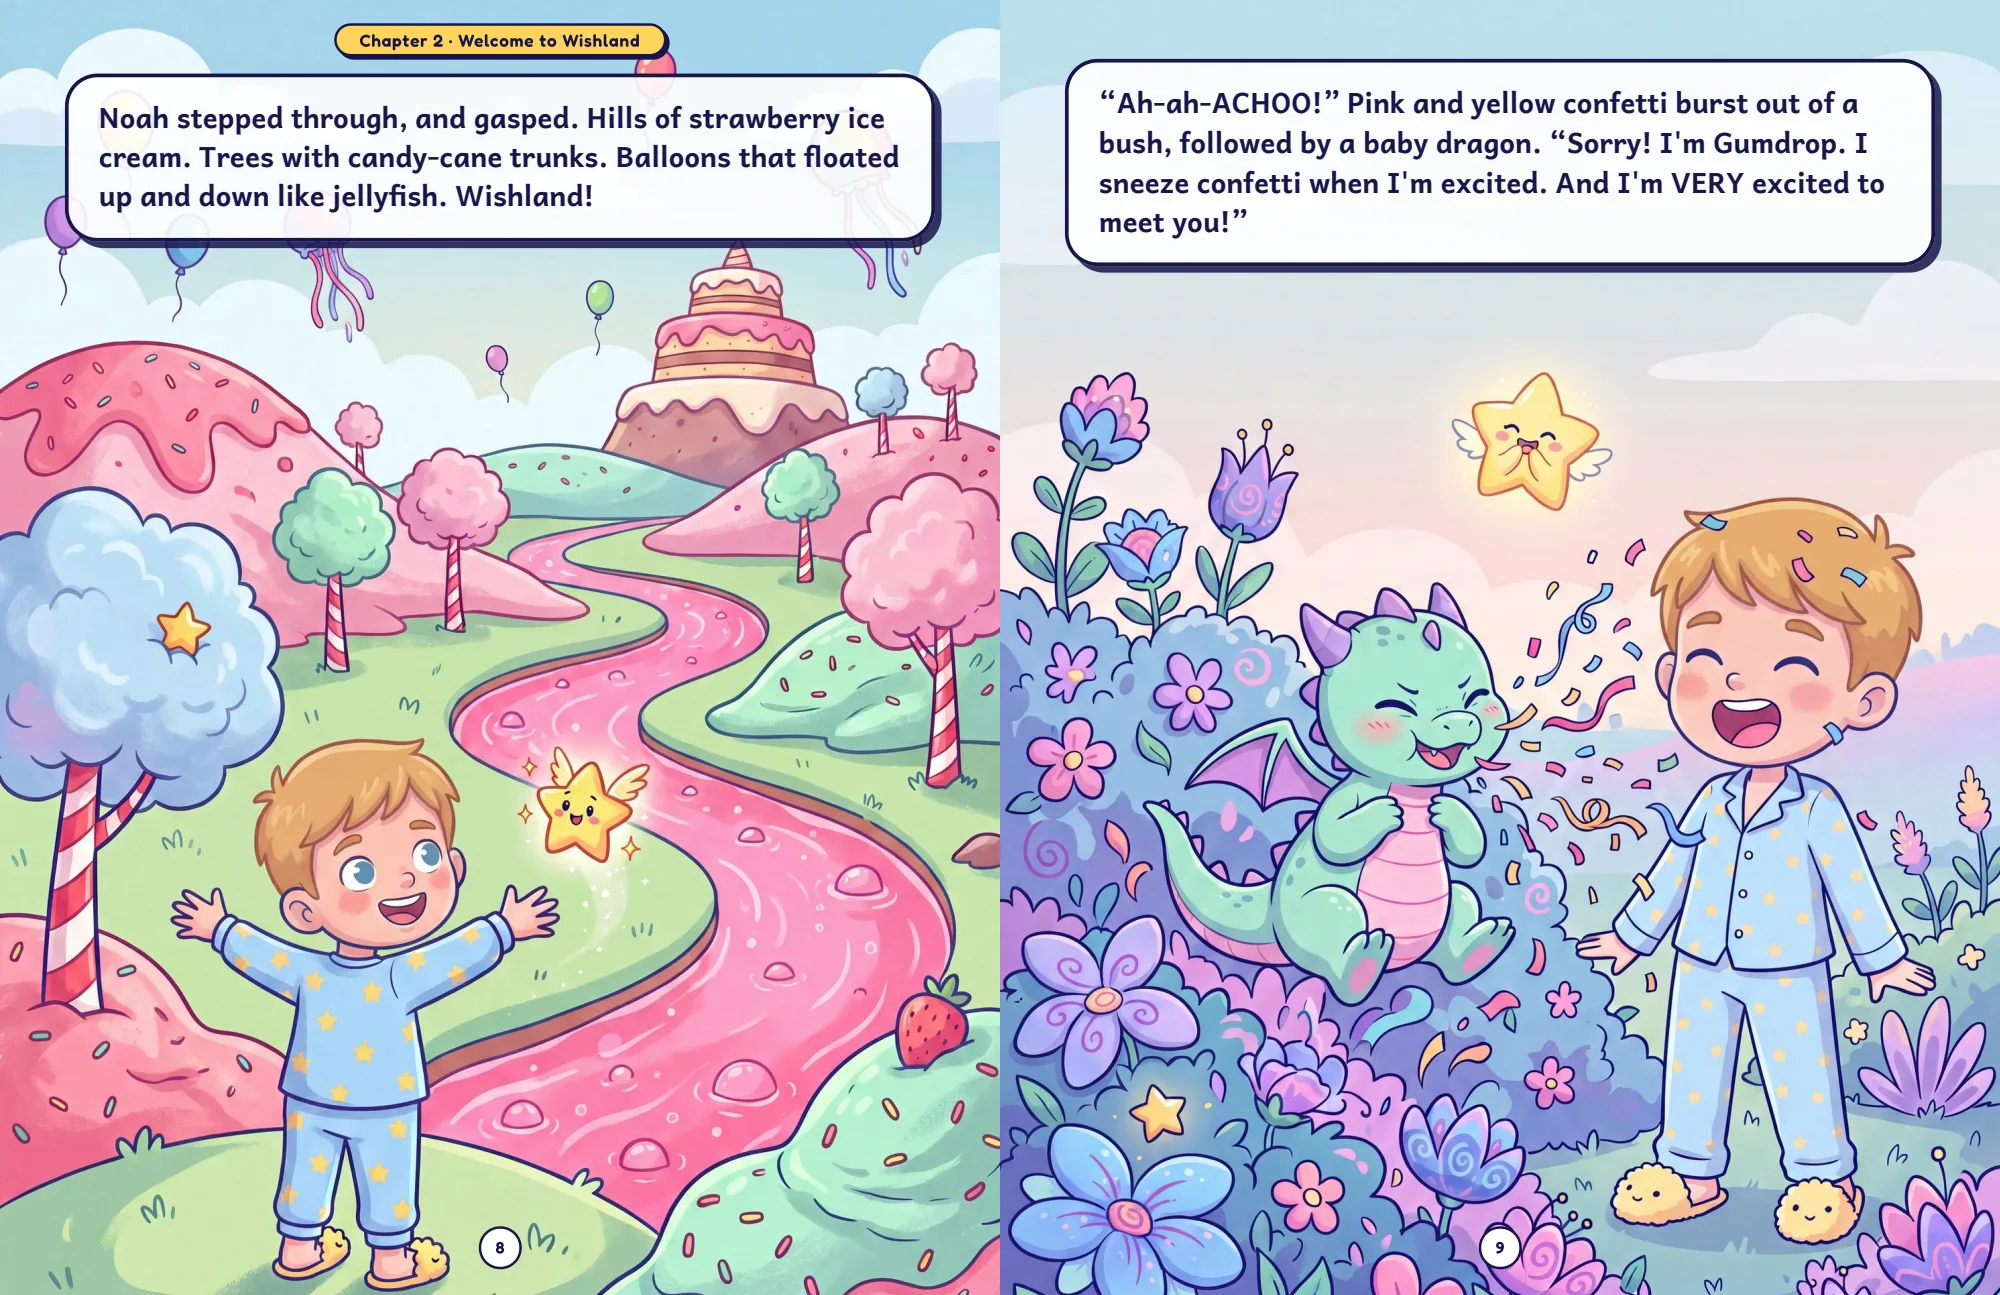 Chapter 2 · Welcome to Wishland
Noah stepped through, and gasped. Hills of strawberry ice
cream. Trees with candy-cane trunks. Balloons that floated
up and down like jellyfish. Wishland!
8
“Ah-ah-ACHOO!” Pink and yellow confetti burst out of a
bush, followed by a baby dragon. “Sorry! I'm Gumdrop. I
sneeze confetti when I'm excited. And I'm VERY excited to
meet you!”
9